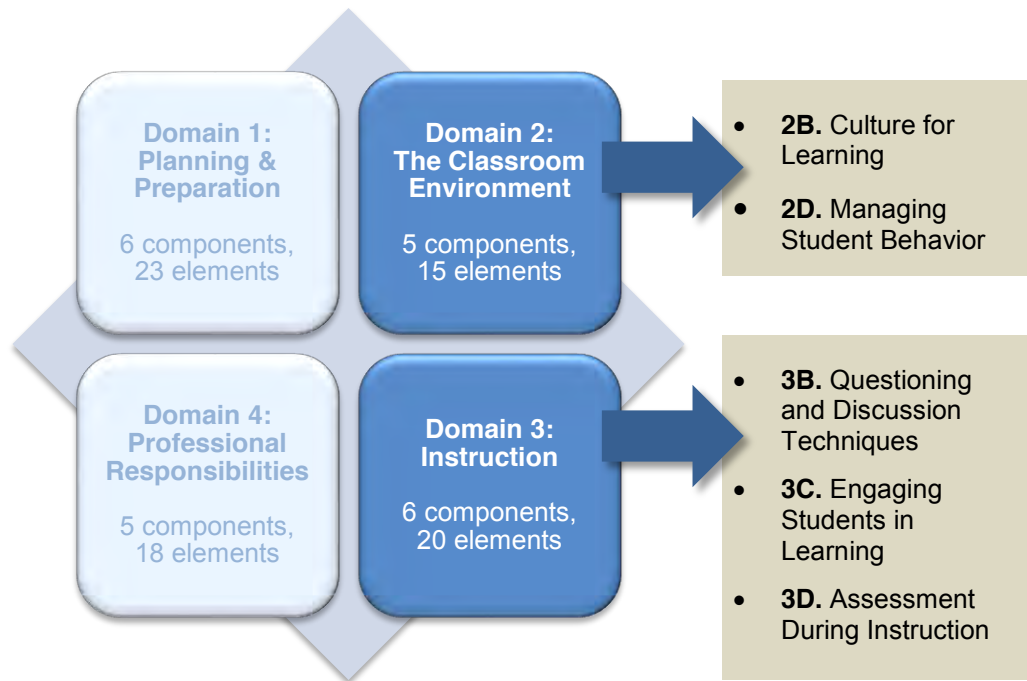 Domain 1:
Planning &
Preparation
6 components,
23 elements
Domain 2:
The Classroom
Environment
5 components,
15 elements
• 2B. Culture for
Learning
• 2D. Managing
Student Behavior
Domain 4:
Professional
Responsibilities
5 components,
18 elements
Domain 3:
Instruction
6 components,
20 elements
• 3B. Questioning
and Discussion
Techniques
• 3C. Engaging
Students in
Learning
• 3D. Assessment
During Instruction